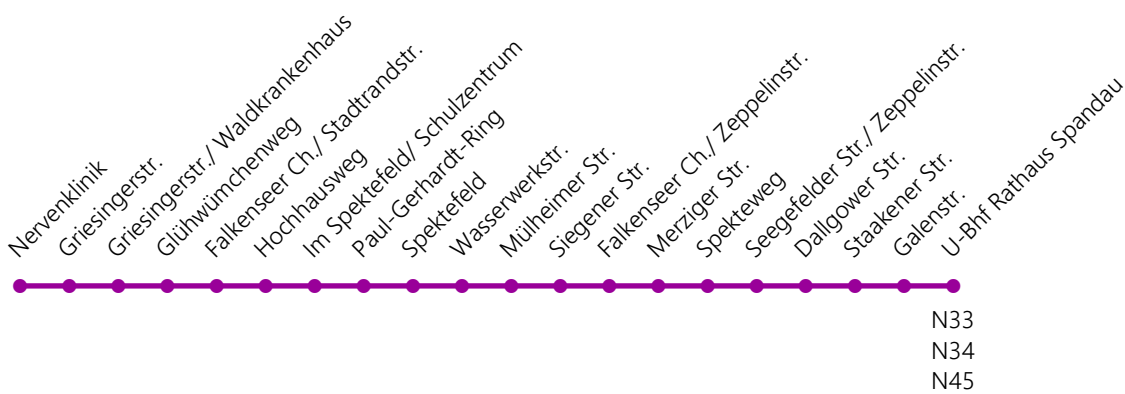 Nervenklinik
Griesingerstr.
Griesingerstr./ Waldkrankenhaus
Glühwümchenweg
Falkenseer Ch./ Stadtrandstr.
Hochhausweg
Im Spektefeld/ Schulzentrum
Paul-Gerhardt-Ring
Spektefeld
Wasserwerkstr.
Mülheimer Str.
Siegener Str.
Falkenseer Ch./ Zeppelinstr.
Merziger Str.
Spekteweg
Seegefelder Str./ Zeppelinstr.
Dallgower Str.
Staakener Str.
Galenstr.
U-Bhf Rathaus Spandau
N33
N34
N45